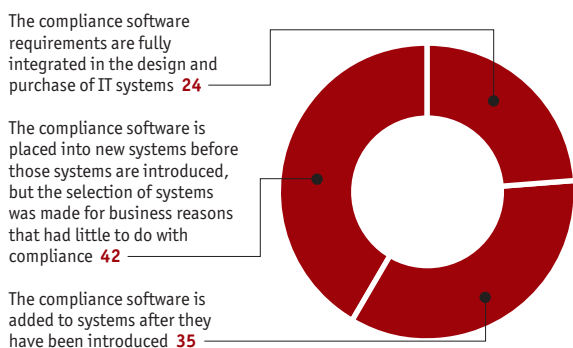 The compliance software
requirements are fully
integrated in the design and
purchase of IT systems 24
The compliance software is
placed into new systems before
those systems are introduced,
but the selection of systems
was made for business reasons
that had little to do with
compliance 42
The compliance software is
added to systems after they
have been introduced 35